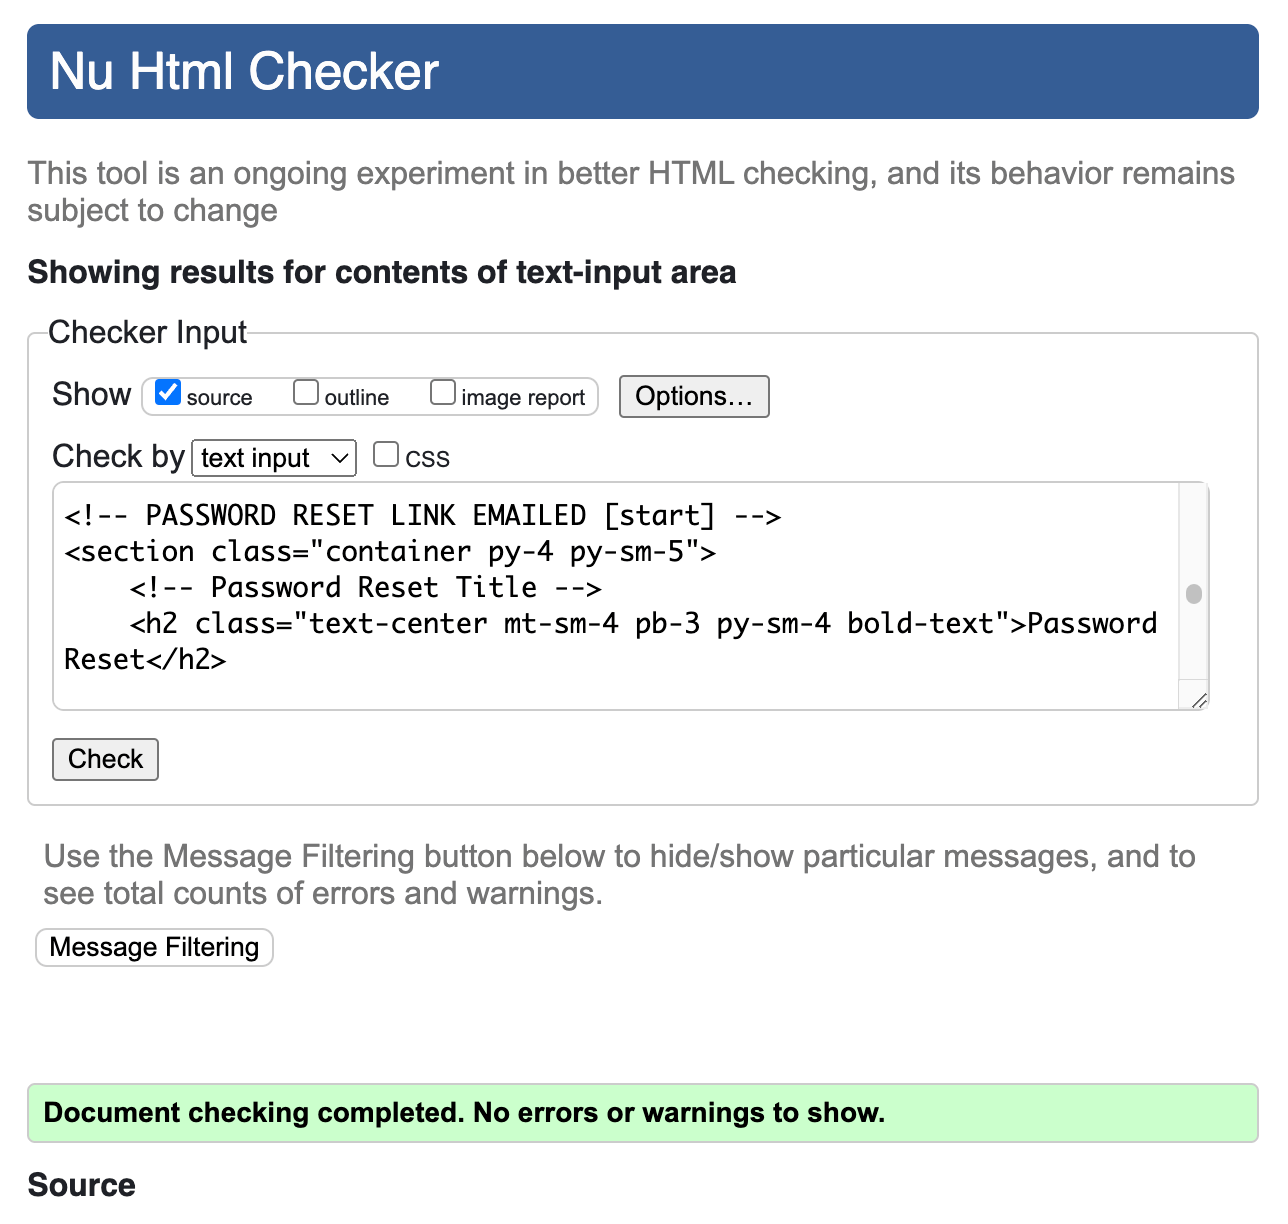 Nu Html Checker
This tool is an ongoing experiment in better HTML checking, and its behavior remains
subject to change
Showing results for contents of text-input area
Checker Input
Show source outline image report Options...
Check by text input CSS
<!-- PASSWORD RESET LINK EMAILED [start] -->
<section class="container py-4 py-sm-5">
    <!-- Password Reset Title -->
    <h2 class="text-center mt-sm-4 pb-3 py-sm-4 bold-text">Password
Reset</h2>
Check
Use the Message Filtering button below to hide/show particular messages, and to
see total counts of errors and warnings.
Message Filtering
Document checking completed. No errors or warnings to show.
Source